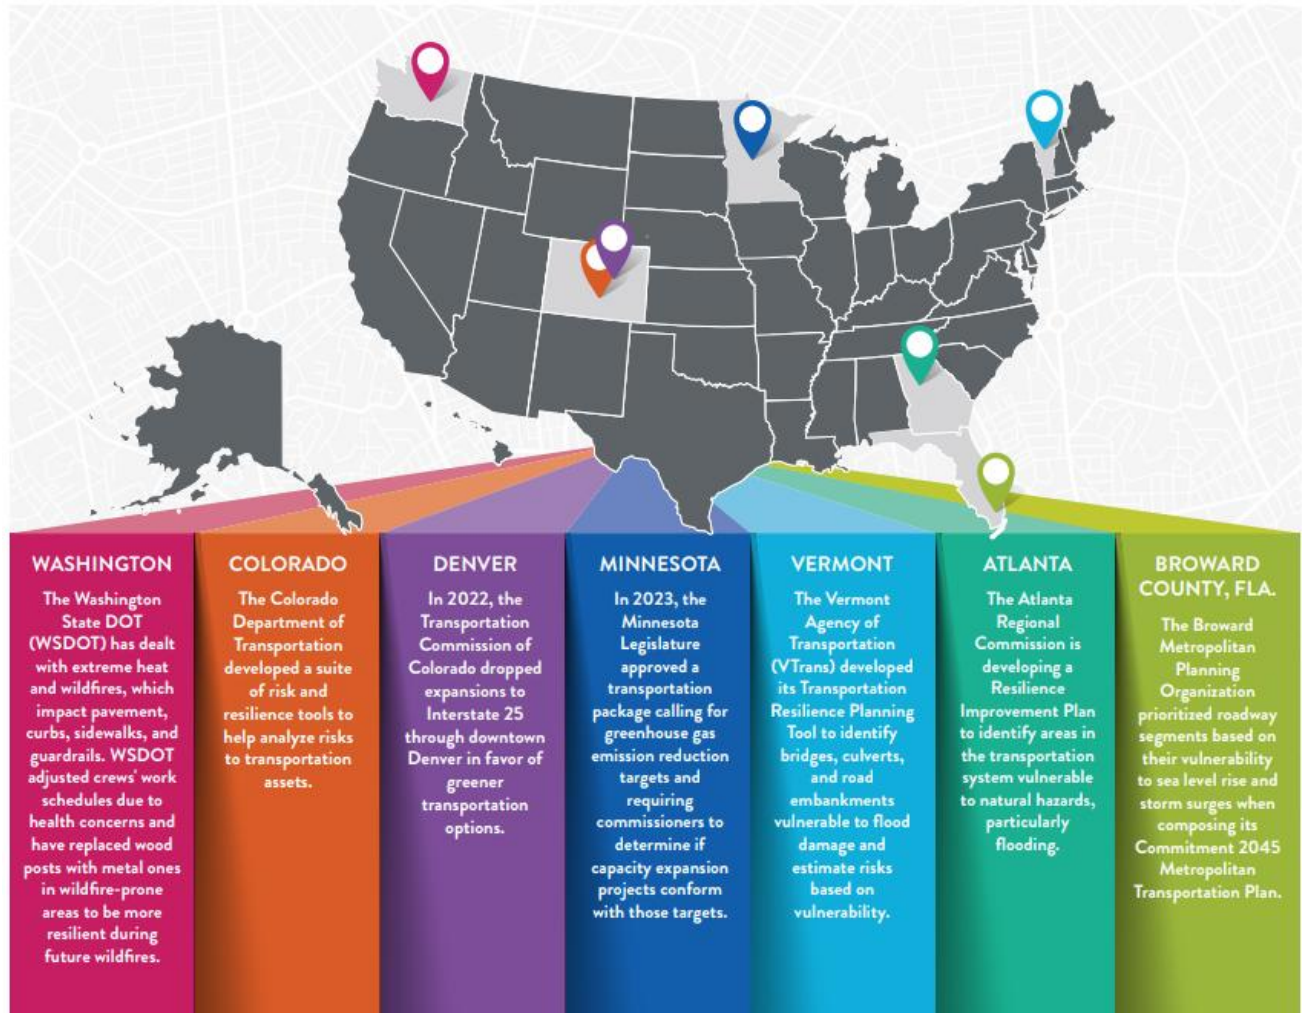 WASHINGTON
The Washington
State DOT
(WSDOT) has dealt
with extreme heat
and wildfires, which
impact pavement,
curbs, sidewalks, and
guardrails. WSDOT
adjusted crews' work
schedules due to
health concerns and
have replaced wood
posts with metal ones
in wildfire-prone
areas to be more
resilient during
future wildfires.
COLORADO
The Colorado
Department of
Transportation
developed a suite
of risk and
resilience tools to
help analyze risks
to transportation
assets.
DENVER
In 2022, the
Transportation
Commission of
Colorado dropped
expansions to
Interstate 25
through downtown
Denver in favor of
greener
transportation
options.
MINNESOTA
In 2023, the
Minnesota
Legislature
approved a
transportation
package calling for
greenhouse gas
emission reduction
targets and
requiring
commissioners to
determine if
capacity expansion
projects conform
with those targets.
VERMONT
The Vermont
Agency of
Transportation
(VTrans) developed
its Transportation
Resilience Planning
Tool to identify
bridges, culverts,
and road
embankments
vulnerable to flood
damage and
estimate risks
based on
vulnerability.
ATLANTA
The Atlanta
Regional
Commission is
developing a
Resilience
Improvement Plan
to identify areas in
the transportation
system vulnerable
to natural hazards,
particularly
flooding.
BROWARD
COUNTY, FLA.
The Broward
Metropolitan
Planning
Organization
prioritized roadway
segments based on
their vulnerability
to sea level rise and
storm surges when
composing its
Commitment 2045
Metropolitan
Transportation Plan.